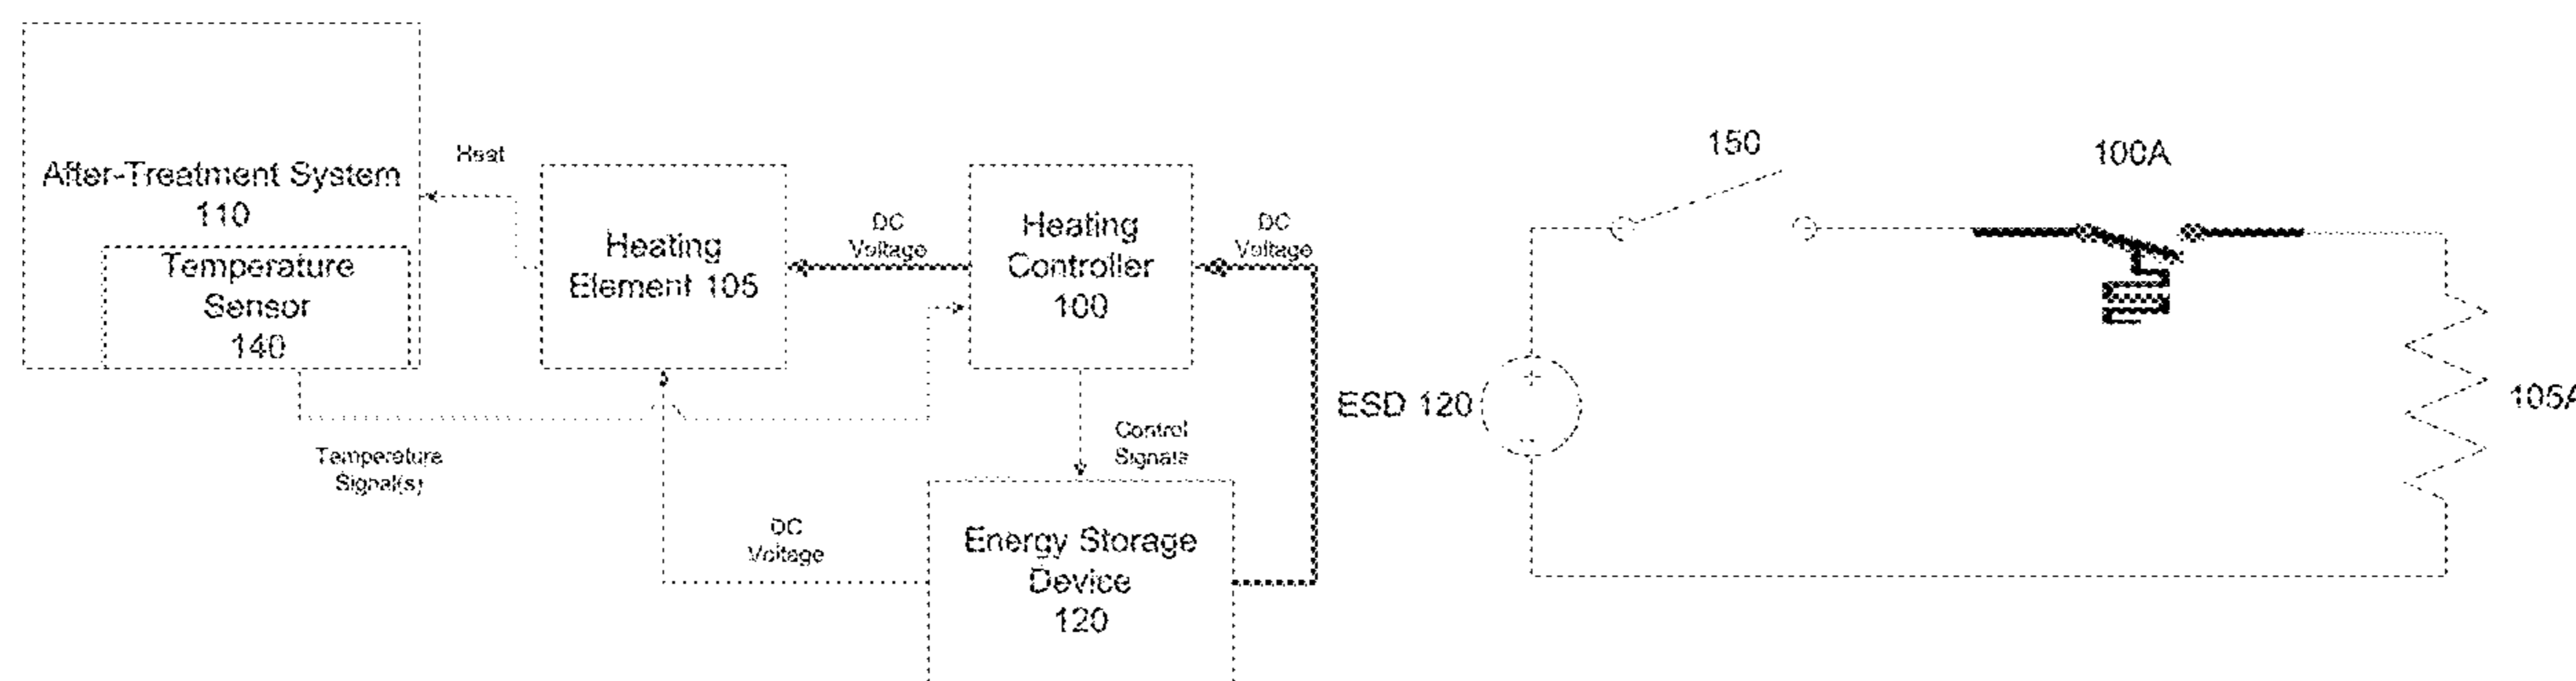 After-Treatment System
110
Temperature
Sensor
140
Heat
Heating
Element 105
DC
Voltage
Heating
Controller
100
DC
Voltage
Temperature
Signal(s)
Control
Signals
DC
Voltage
Energy Storage
Device
120
ESD 120
+
-
150
100A
105A